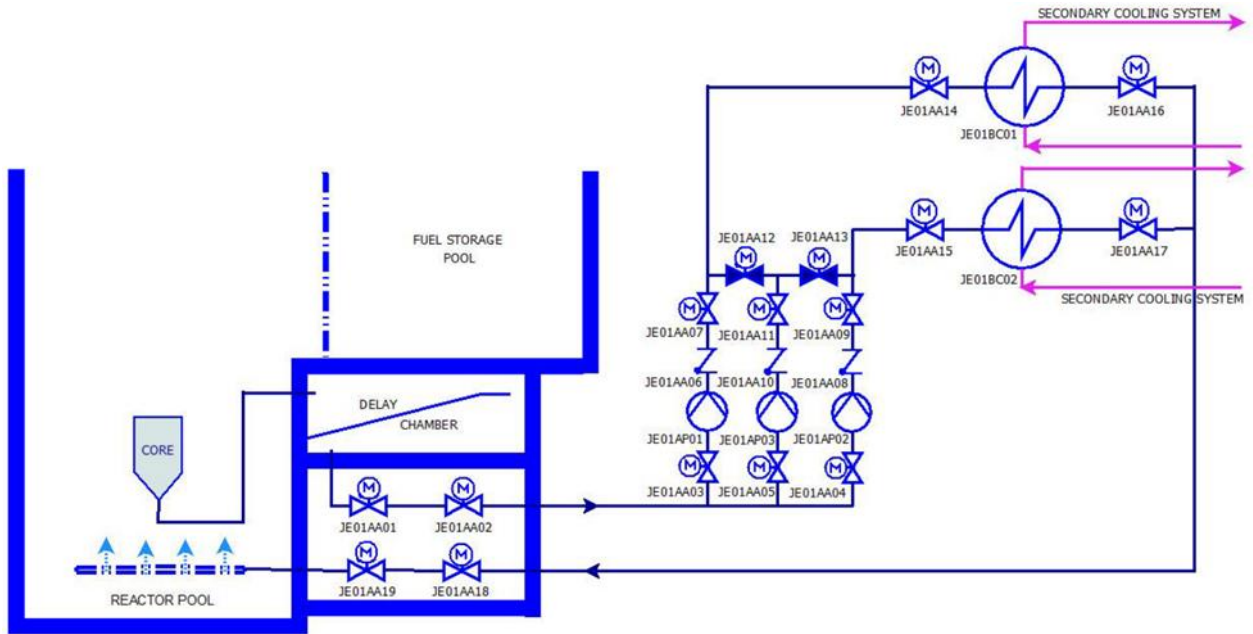 SECONDARY COOLING SYSTEM
M
M
JE01AA14
JE01AA16
JE01BC01
FUEL STORAGE
POOL
JE01AA12
JE01AA13
M
M
M
M
JE01AA15
JE01AA17
JE01BC02
SECONDARY COOLING SYSTEM
M
M
M
JE01AA07
JE01AA11
JE01AA09
JE01AA06
JE01AA10
JE01AA08
DELAY
CHAMBER
CORE
JE01AP01
JE01AP03
JE01AP02
M
M
M
JE01AA03
JE01AA05
JE01AA04
M
M
JE01AA01
JE01AA02
M
M
JE01AA19
JE01AA18
REACTOR POOL